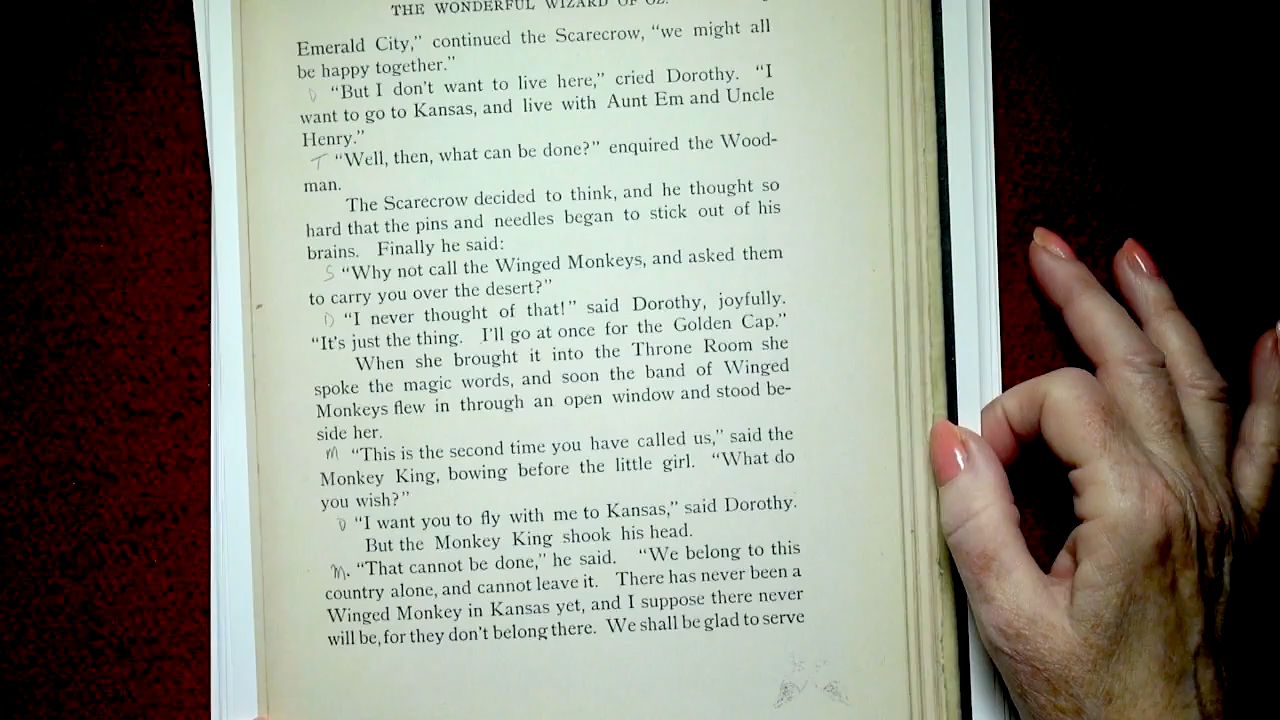 THE WONDERFUL WIZARD OF OZ.
Emerald City," continued the Scarecrow, "we might all
be happy together."
D "But I don't want to live here," cried Dorothy. "I
want to go to Kansas, and live with Aunt Em and Uncle
Henry."
T "Well, then, what can be done?" enquired the Wood-
man.
The Scarecrow decided to think, and he thought so
hard that the pins and needles began to stick out of his
brains. Finally he said:
S "Why not call the Winged Monkeys, and asked them
to carry you over the desert?"
D "I never thought of that!" said Dorothy, joyfully.
"It's just the thing. I'll go at once for the Golden Cap."
When she brought it into the Throne Room she
spoke the magic words, and soon the band of Winged
Monkeys flew in through an open window and stood be-
side her.
M "This is the second time you have called us," said the
Monkey King, bowing before the little girl. "What do
you wish?"
D "I want you to fly with me to Kansas," said Dorothy.
But the Monkey King shook his head.
M. "That cannot be done," he said. "We belong to this
country alone, and cannot leave it. There has never been a
Winged Monkey in Kansas yet, and I suppose there never
will be, for they don't belong there. We shall be glad to serve